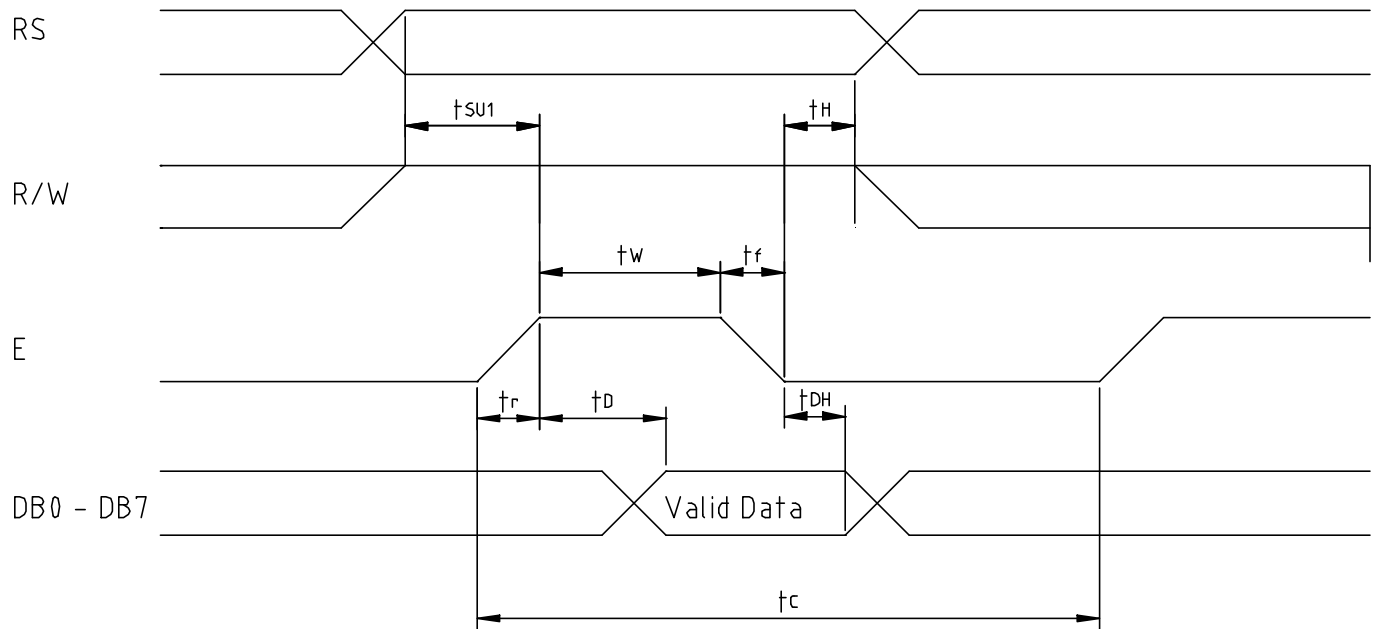 RS
tSU1
tH
R/W
tW
tf
E
tr
tD
tDH
DB0 - DB7
Valid Data
tC